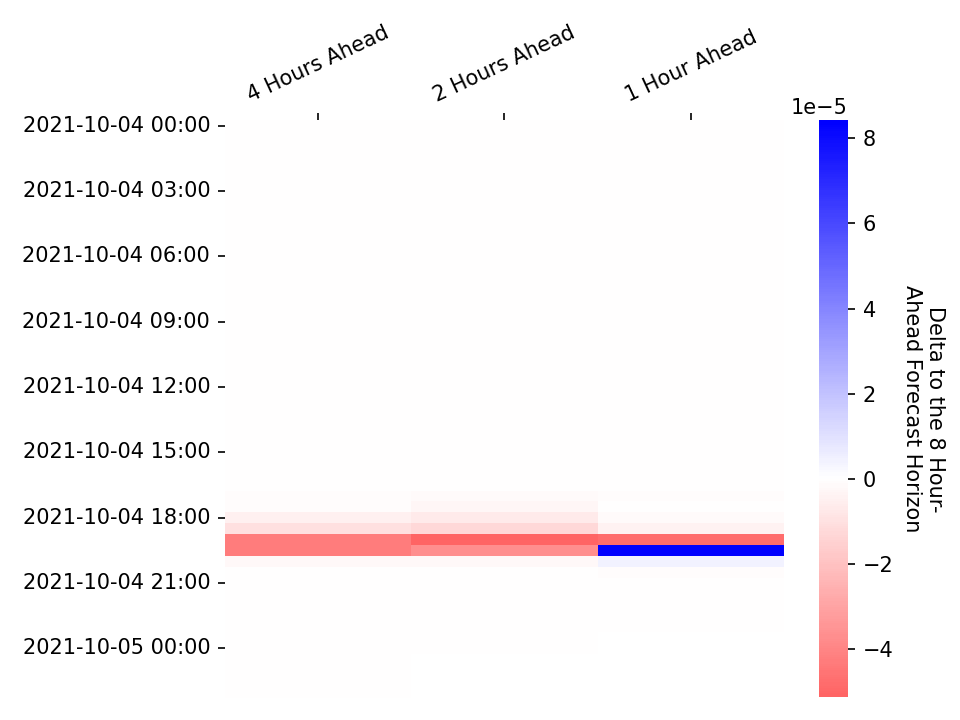 4 Hours Ahead
2 Hours Ahead
1 Hour Ahead
1e−5
2021-10-04 00:00
2021-10-04 03:00
2021-10-04 06:00
2021-10-04 09:00
2021-10-04 12:00
2021-10-04 15:00
2021-10-04 18:00
2021-10-04 21:00
2021-10-05 00:00
8
6
4
2
0
−2
−4
Delta to the 8 Hour-
Ahead Forecast Horizon